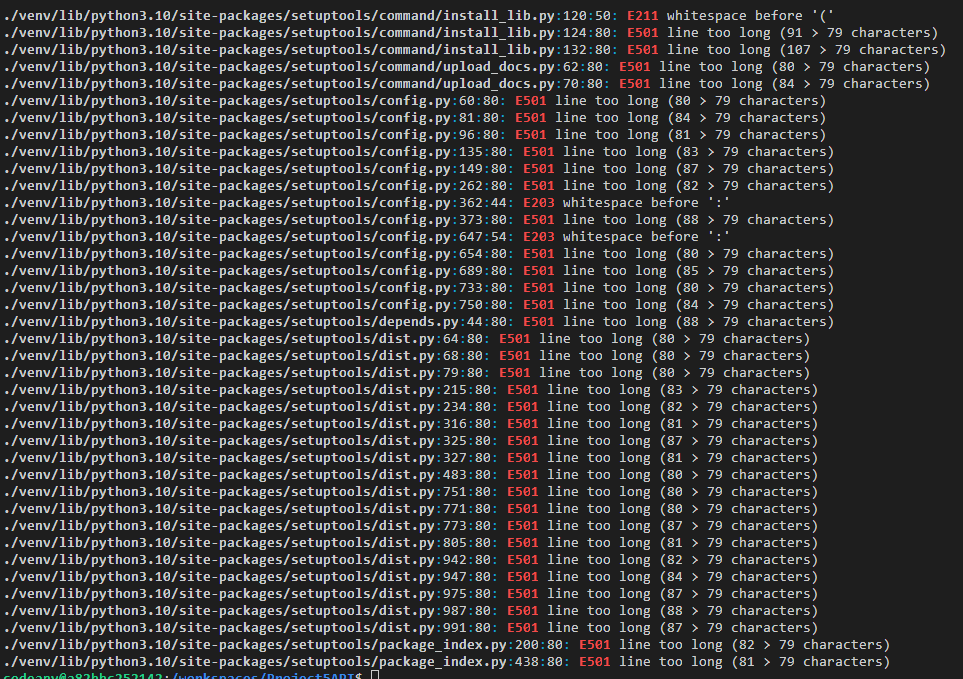 ./venv/lib/python3.10/site-packages/setuptools/command/install_lib.py:120:50: E211 whitespace before '('
./venv/lib/python3.10/site-packages/setuptools/command/install_lib.py:124:80: E501 line too long (91 > 79 characters)
./venv/lib/python3.10/site-packages/setuptools/command/install_lib.py:132:80: E501 line too long (107 > 79 characters)
./venv/lib/python3.10/site-packages/setuptools/command/upload_docs.py:62:80: E501 line too long (80 > 79 characters)
./venv/lib/python3.10/site-packages/setuptools/command/upload_docs.py:70:80: E501 line too long (84 > 79 characters)
./venv/lib/python3.10/site-packages/setuptools/config.py:60:80: E501 line too long (80 > 79 characters)
./venv/lib/python3.10/site-packages/setuptools/config.py:81:80: E501 line too long (84 > 79 characters)
./venv/lib/python3.10/site-packages/setuptools/config.py:96:80: E501 line too long (81 > 79 characters)
./venv/lib/python3.10/site-packages/setuptools/config.py:135:80: E501 line too long (83 > 79 characters)
./venv/lib/python3.10/site-packages/setuptools/config.py:149:80: E501 line too long (87 > 79 characters)
./venv/lib/python3.10/site-packages/setuptools/config.py:262:80: E501 line too long (82 > 79 characters)
./venv/lib/python3.10/site-packages/setuptools/config.py:362:44: E203 whitespace before ':'
./venv/lib/python3.10/site-packages/setuptools/config.py:373:80: E501 line too long (88 > 79 characters)
./venv/lib/python3.10/site-packages/setuptools/config.py:647:54: E203 whitespace before ':'
./venv/lib/python3.10/site-packages/setuptools/config.py:654:80: E501 line too long (80 > 79 characters)
./venv/lib/python3.10/site-packages/setuptools/config.py:689:80: E501 line too long (85 > 79 characters)
./venv/lib/python3.10/site-packages/setuptools/config.py:733:80: E501 line too long (80 > 79 characters)
./venv/lib/python3.10/site-packages/setuptools/config.py:750:80: E501 line too long (84 > 79 characters)
./venv/lib/python3.10/site-packages/setuptools/depends.py:44:80: E501 line too long (88 > 79 characters)
./venv/lib/python3.10/site-packages/setuptools/dist.py:64:80: E501 line too long (80 > 79 characters)
./venv/lib/python3.10/site-packages/setuptools/dist.py:68:80: E501 line too long (80 > 79 characters)
./venv/lib/python3.10/site-packages/setuptools/dist.py:79:80: E501 line too long (80 > 79 characters)
./venv/lib/python3.10/site-packages/setuptools/dist.py:215:80: E501 line too long (83 > 79 characters)
./venv/lib/python3.10/site-packages/setuptools/dist.py:234:80: E501 line too long (82 > 79 characters)
./venv/lib/python3.10/site-packages/setuptools/dist.py:316:80: E501 line too long (81 > 79 characters)
./venv/lib/python3.10/site-packages/setuptools/dist.py:325:80: E501 line too long (87 > 79 characters)
./venv/lib/python3.10/site-packages/setuptools/dist.py:327:80: E501 line too long (81 > 79 characters)
./venv/lib/python3.10/site-packages/setuptools/dist.py:483:80: E501 line too long (80 > 79 characters)
./venv/lib/python3.10/site-packages/setuptools/dist.py:751:80: E501 line too long (80 > 79 characters)
./venv/lib/python3.10/site-packages/setuptools/dist.py:771:80: E501 line too long (80 > 79 characters)
./venv/lib/python3.10/site-packages/setuptools/dist.py:773:80: E501 line too long (87 > 79 characters)
./venv/lib/python3.10/site-packages/setuptools/dist.py:805:80: E501 line too long (81 > 79 characters)
./venv/lib/python3.10/site-packages/setuptools/dist.py:942:80: E501 line too long (82 > 79 characters)
./venv/lib/python3.10/site-packages/setuptools/dist.py:947:80: E501 line too long (84 > 79 characters)
./venv/lib/python3.10/site-packages/setuptools/dist.py:975:80: E501 line too long (87 > 79 characters)
./venv/lib/python3.10/site-packages/setuptools/dist.py:987:80: E501 line too long (88 > 79 characters)
./venv/lib/python3.10/site-packages/setuptools/dist.py:991:80: E501 line too long (87 > 79 characters)
./venv/lib/python3.10/site-packages/setuptools/package_index.py:200:80: E501 line too long (82 > 79 characters)
./venv/lib/python3.10/site-packages/setuptools/package_index.py:438:80: E501 line too long (81 > 79 characters)